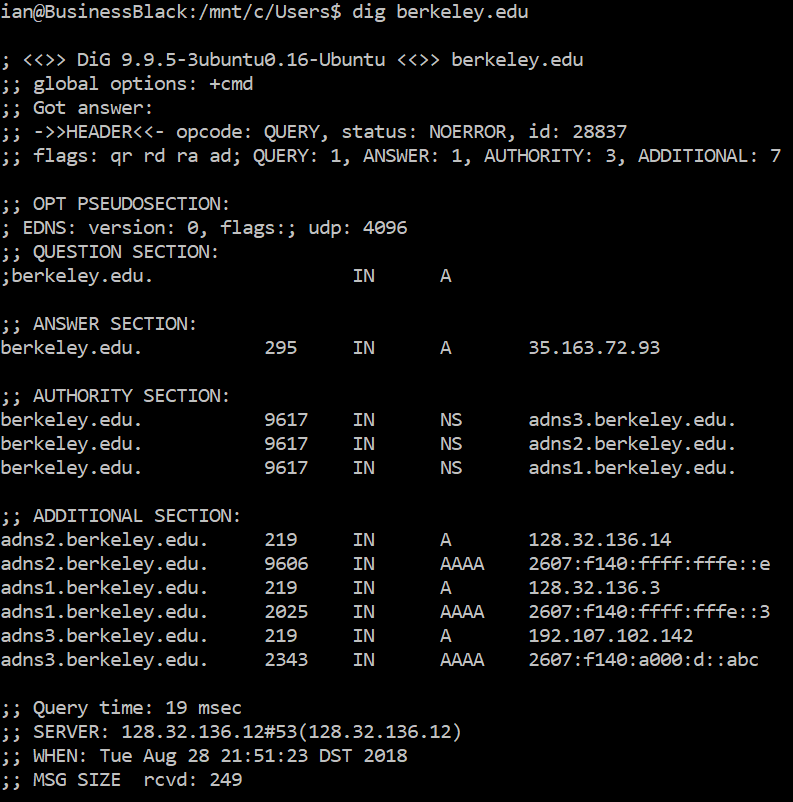 ian@BusinessBlack:/mnt/c/Users$ dig berkeley.edu
; <<>> DiG 9.9.5-3ubuntu0.16-Ubuntu <<>> berkeley.edu
;; global options: +cmd
;; Got answer:
;; ->>HEADER<<- opcode: QUERY, status: NOERROR, id: 28837
;; flags: qr rd ra ad; QUERY: 1, ANSWER: 1, AUTHORITY: 3, ADDITIONAL: 7
;; OPT PSEUDOSECTION:
; EDNS: version: 0, flags:; udp: 4096
;; QUESTION SECTION:
;berkeley.edu. IN A
;; ANSWER SECTION:
berkeley.edu. 295 IN A 35.163.72.93
;; AUTHORITY SECTION:
berkeley.edu. 9617 IN NS adns3.berkeley.edu.
berkeley.edu. 9617 IN NS adns2.berkeley.edu.
berkeley.edu. 9617 IN NS adns1.berkeley.edu.
;; ADDITIONAL SECTION:
adns2.berkeley.edu. 219 IN A 128.32.136.14
adns2.berkeley.edu. 9606 IN AAAA 2607:f140:ffff:fffe::e
adns1.berkeley.edu. 219 IN A 128.32.136.3
adns1.berkeley.edu. 2025 IN AAAA 2607:f140:ffff:fffe::3
adns3.berkeley.edu. 219 IN A 192.107.102.142
adns3.berkeley.edu. 2343 IN AAAA 2607:f140:a000:d::abc
;; Query time: 19 msec
;; SERVER: 128.32.136.12#53(128.32.136.12)
;; WHEN: Tue Aug 28 21:51:23 DST 2018
;; MSG SIZE rcvd: 249